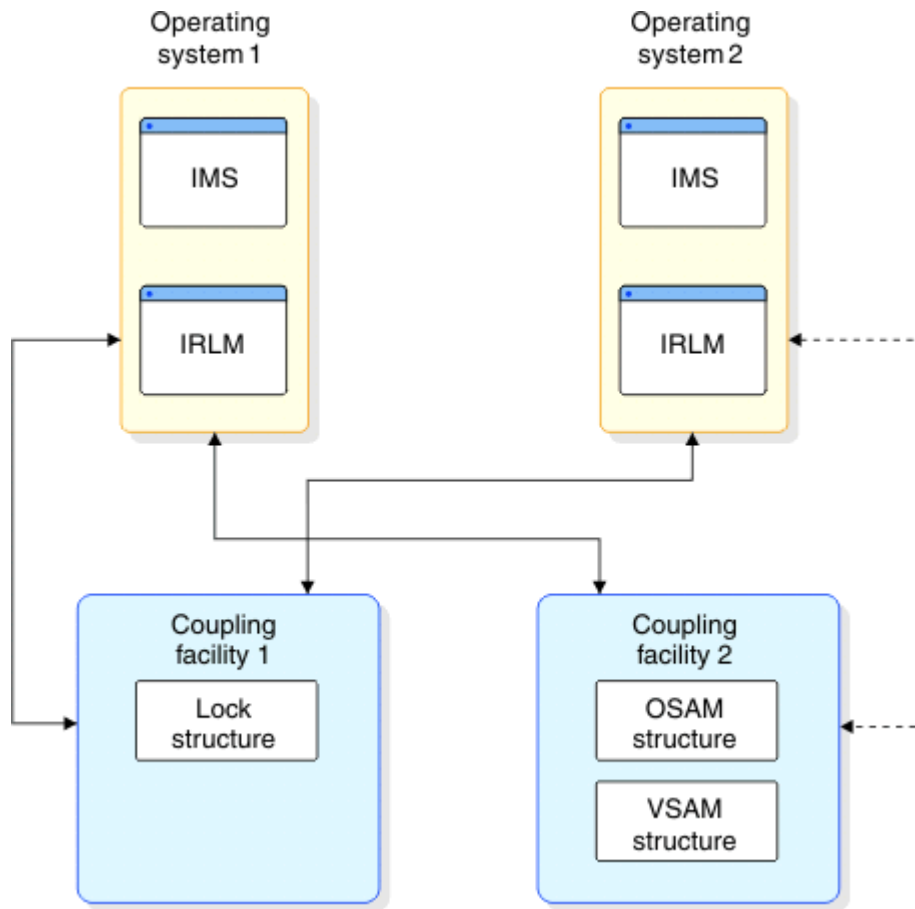 Operating
system 1
Operating
system 2
IMS
IMS
IRLM
IRLM
Coupling
facility 1
Coupling
facility 2
Lock
structure
OSAM
structure
VSAM
structure